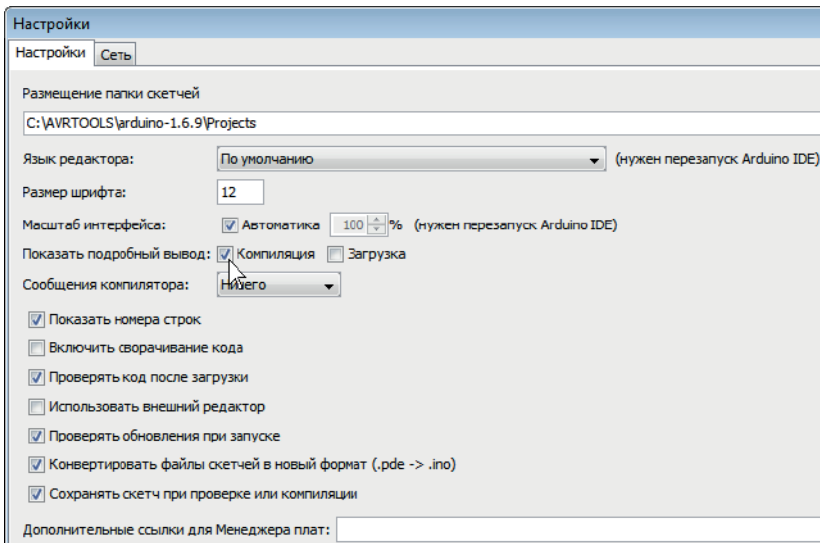 Настройки
Настройки Сеть
Размещение папки скетчей
C:\AVRTOOLS\arduino-1.6.9\Projects
Язык редактора: По умолчанию (нужен перезапуск Arduino IDE)
Размер шрифта: 12
Масштаб интерфейса: Автоматика 100 % (нужен перезапуск Arduino IDE)
Показать подробный вывод: Компиляция Загрузка
Сообщения компилятора: Ничего
Показать номера строк
Включить сворачивание кода
Проверять код после загрузки
Использовать внешний редактор
Проверять обновления при запуске
Конвертировать файлы скетчей в новый формат (.pde -> .ino)
Сохранять скетч при проверке или компиляции
Дополнительные ссылки для Менеджера плат: